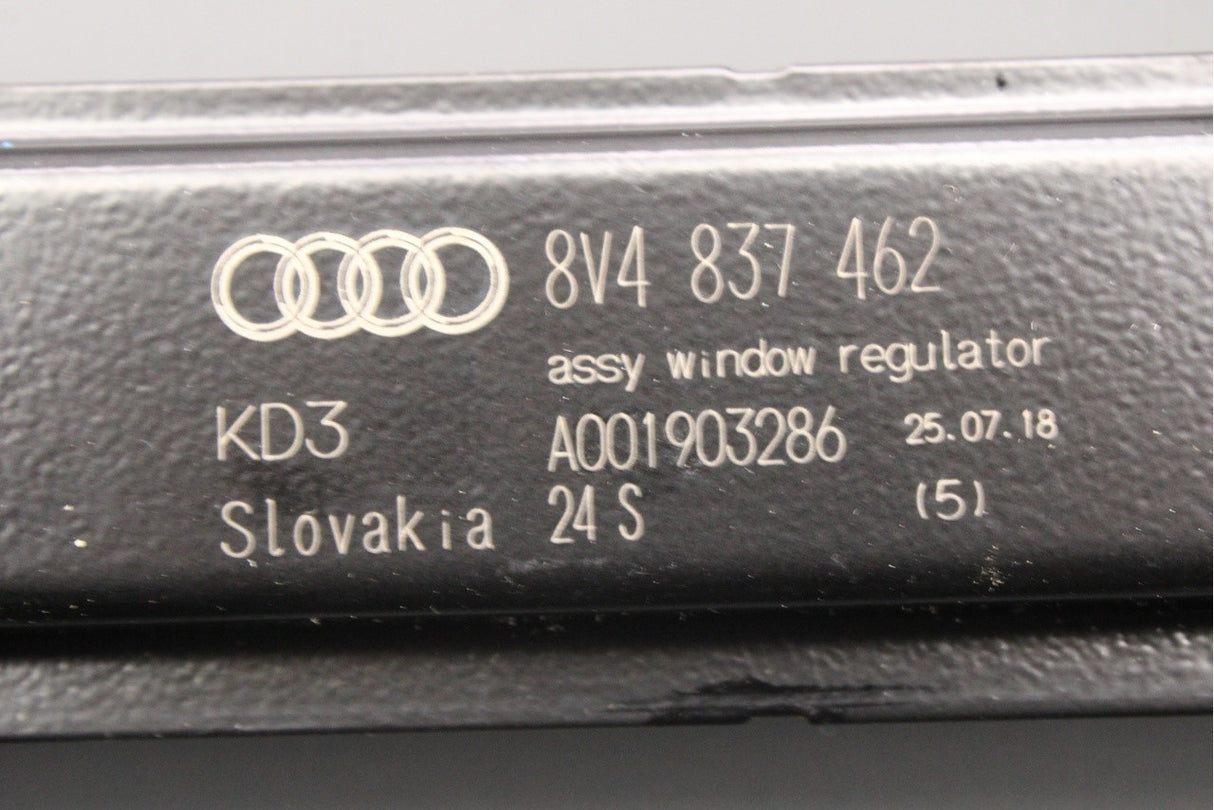 8V4 837 462
assy window regulator
KD3 A001903286 25.07.18
Slovakia 24 S (5)